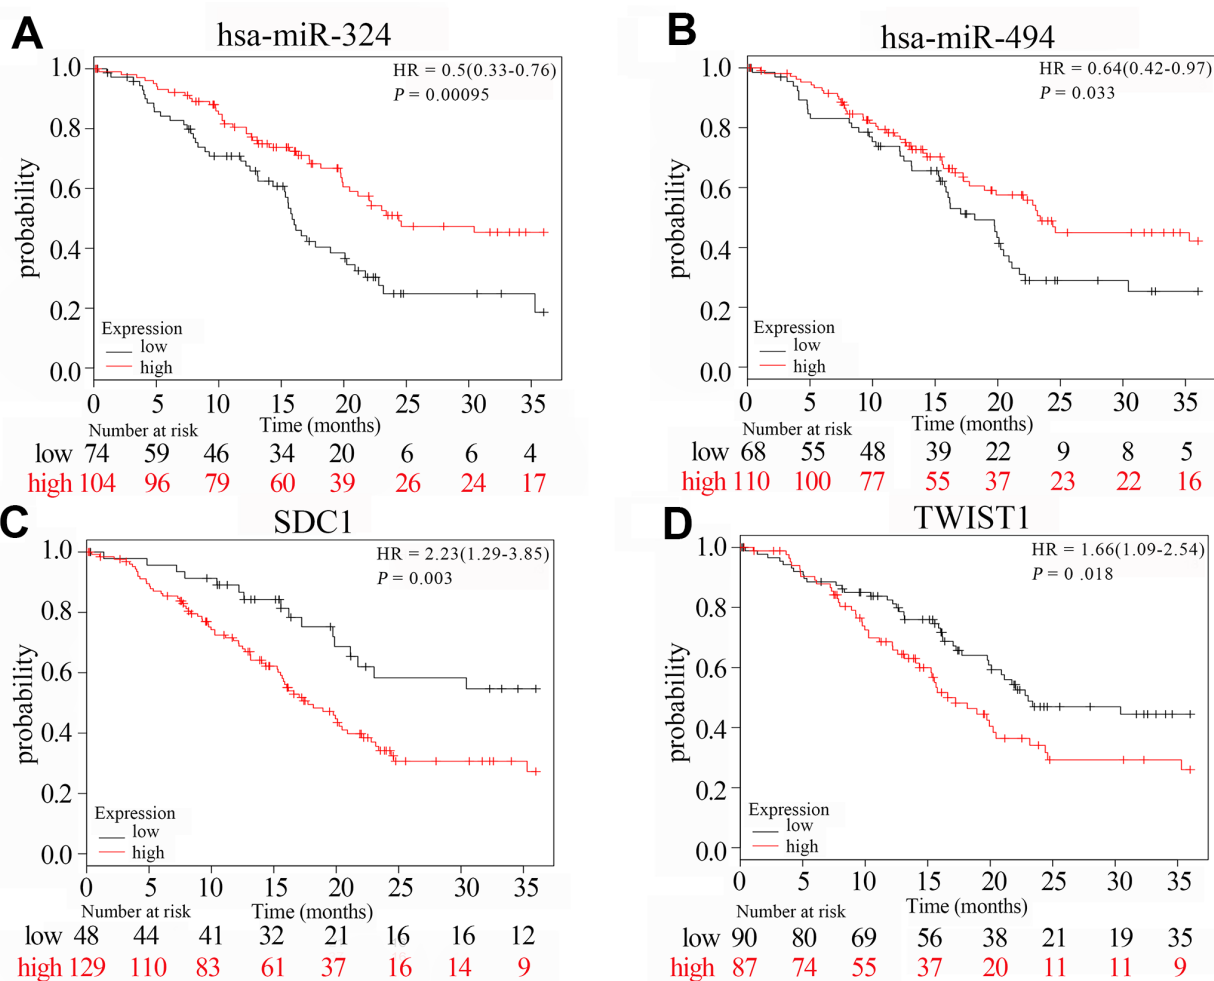 A
hsa-miR-324
HR = 0.5(0.33-0.76)
P = 0.00095
1.0
0.8
0.6
0.4
0.2
0.0
probability
Expression
low
high
0 5 10 15 20 25 30 35
Time (months)
Number at risk
low 74 59 46 34 20 6 6 4
high 104 96 79 60 39 26 24 17
B
hsa-miR-494
HR = 0.64(0.42-0.97)
P = 0.033
1.0
0.8
0.6
0.4
0.2
0.0
probability
Expression
low
high
0 5 10 15 20 25 30 35
Time (months)
Number at risk
low 68 55 48 39 22 9 8 5
high 110 100 77 55 37 23 22 16
C
SDC1
HR = 2.23(1.29-3.85)
P = 0.003
1.0
0.8
0.6
0.4
0.2
0.0
probability
Expression
low
high
0 5 10 15 20 25 30 35
Time (months)
Number at risk
low 48 44 41 32 21 16 16 12
high 129 110 83 61 37 16 14 9
D
TWIST1
HR = 1.66(1.09-2.54)
P = 0 .018
1.0
0.8
0.6
0.4
0.2
0.0
probability
Expression
low
high
0 5 10 15 20 25 30 35
Time (months)
Number at risk
low 90 80 69 56 38 21 19 35
high 87 74 55 37 20 11 11 9